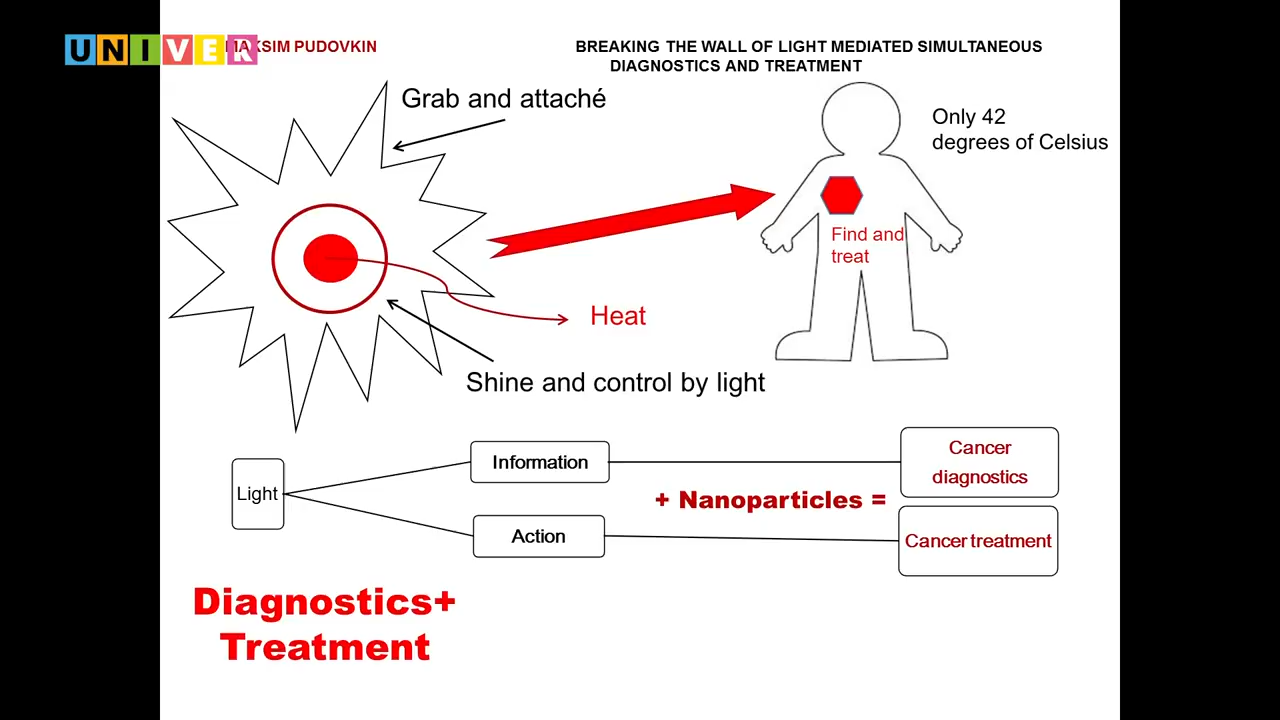 UNIVER
MAKSIM PUDOVKIN
BREAKING THE WALL OF LIGHT MEDIATED SIMULTANEOUS
DIAGNOSTICS AND TREATMENT
Grab and attaché
Only 42
degrees of Celsius
Find and
treat
Heat
Shine and control by light
Light
Information
Action
+ Nanoparticles =
Cancer
diagnostics
Cancer treatment
Diagnostics+
Treatment